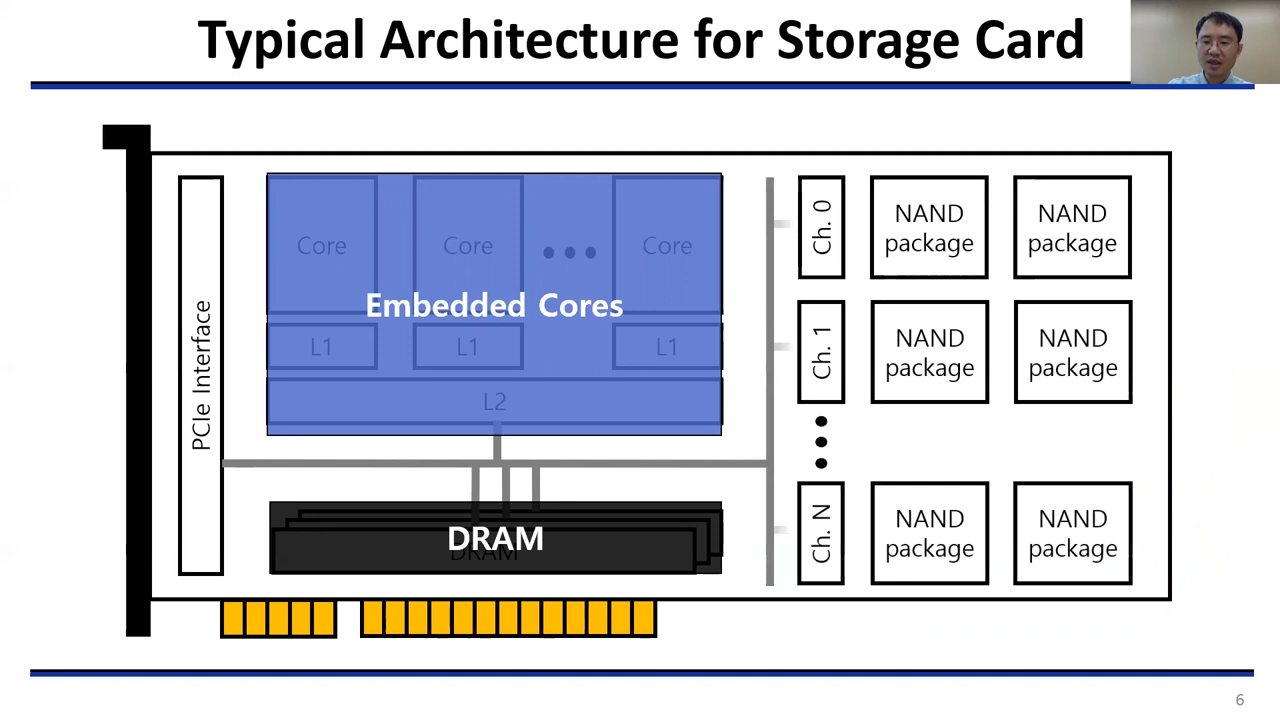 Typical Architecture for Storage Card
PCIe Interface
Core
Core
Core
Embedded Cores
L1
L1
L1
L2
DRAM
DRAM
Ch. 0
NAND
package
NAND
package
Ch. 1
NAND
package
NAND
package
Ch. N
NAND
package
NAND
package
6